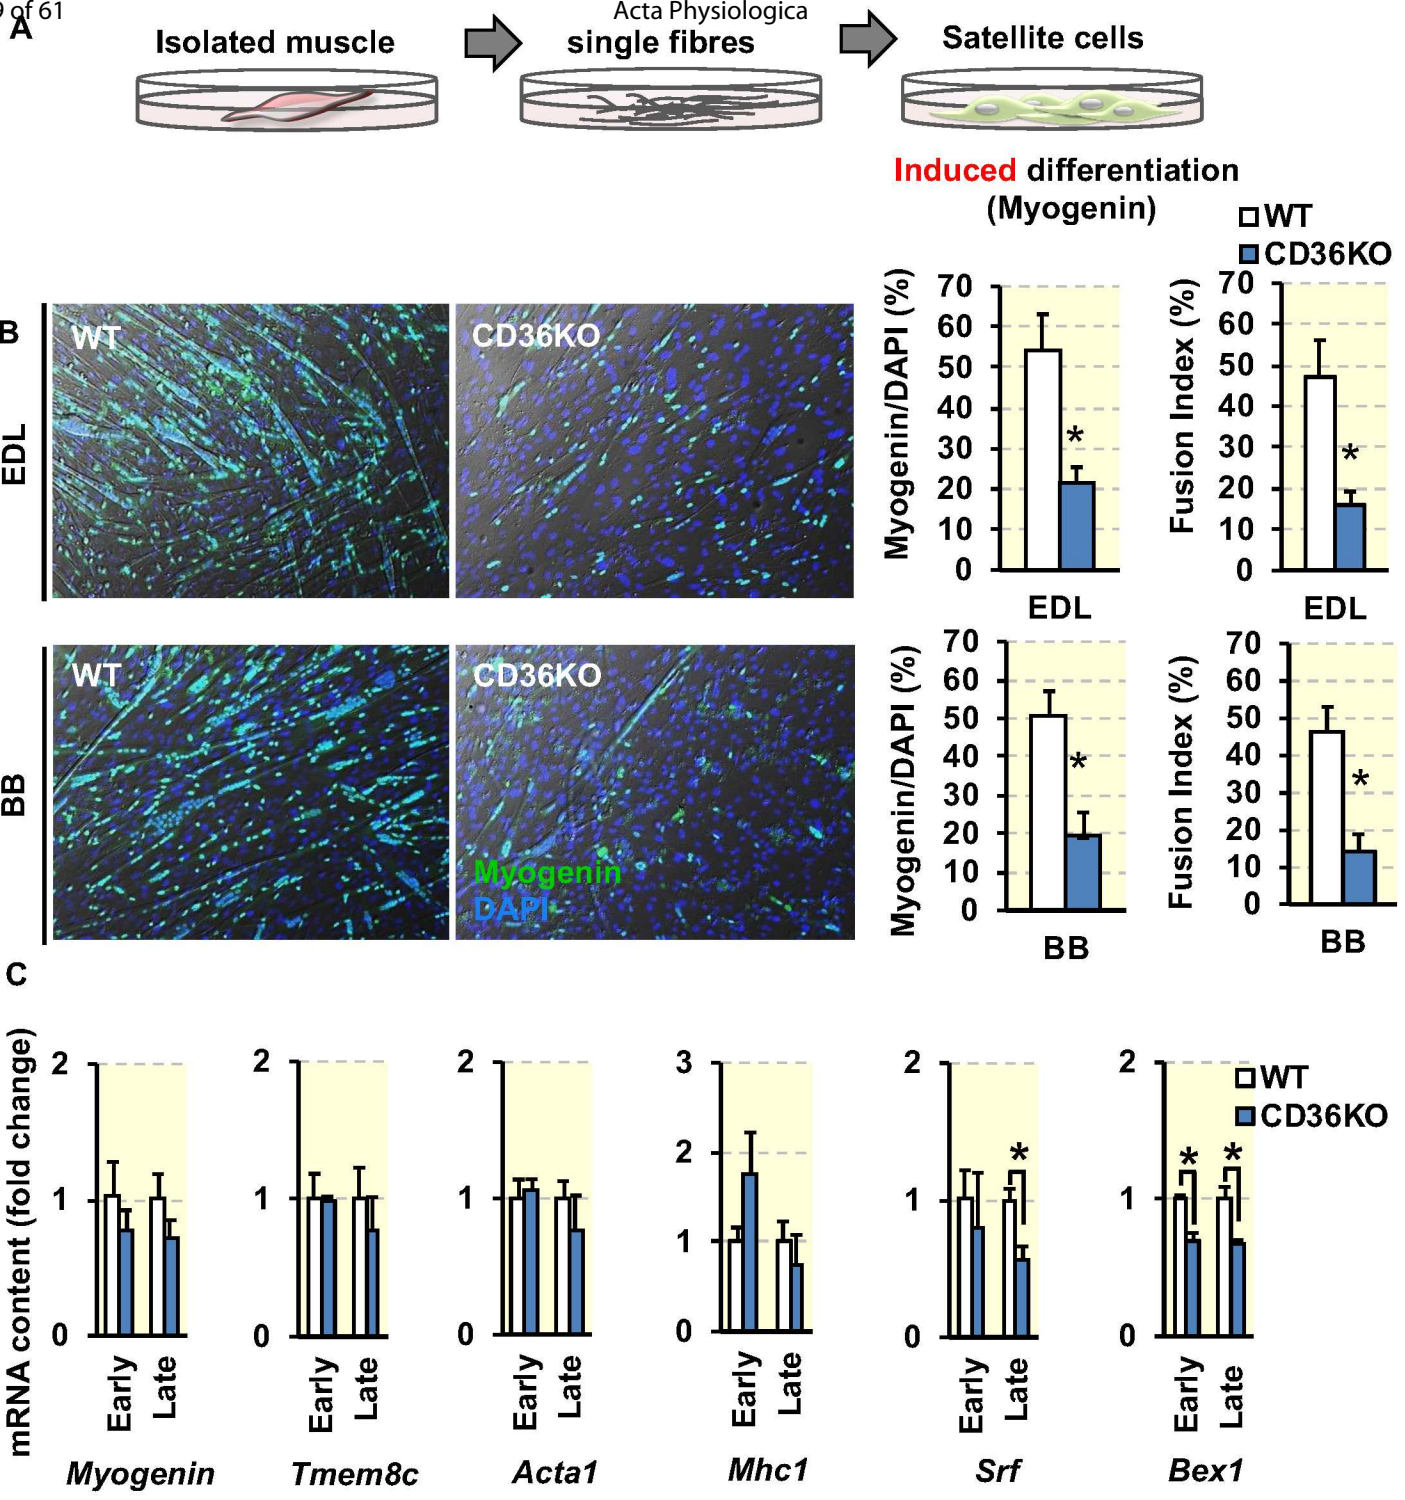 9 of 61
Acta Physiologica
A
Isolated muscle
single fibres
Satellite cells
Induced differentiation
(Myogenin)
WT
CD36KO
B
EDL
WT
CD36KO
Myogenin/DAPI (%)
70
60
50
40
30
20
10
0
*
EDL
Fusion Index (%)
70
60
50
40
30
20
10
0
*
EDL
BB
WT
CD36KO
Myogenin
DAPI
Myogenin/DAPI (%)
70
60
50
40
30
20
10
0
*
BB
Fusion Index (%)
70
60
50
40
30
20
10
0
*
BB
C
mRNA content (fold change)
2
1
0
Early
Late
Myogenin
2
1
0
Early
Late
Tmem8c
2
1
0
Early
Late
Acta1
3
2
1
0
Early
Late
Mhc1
2
1
0
*
Early
Late
Srf
2
1
0
*
*
Early
Late
Bex1
WT
CD36KO